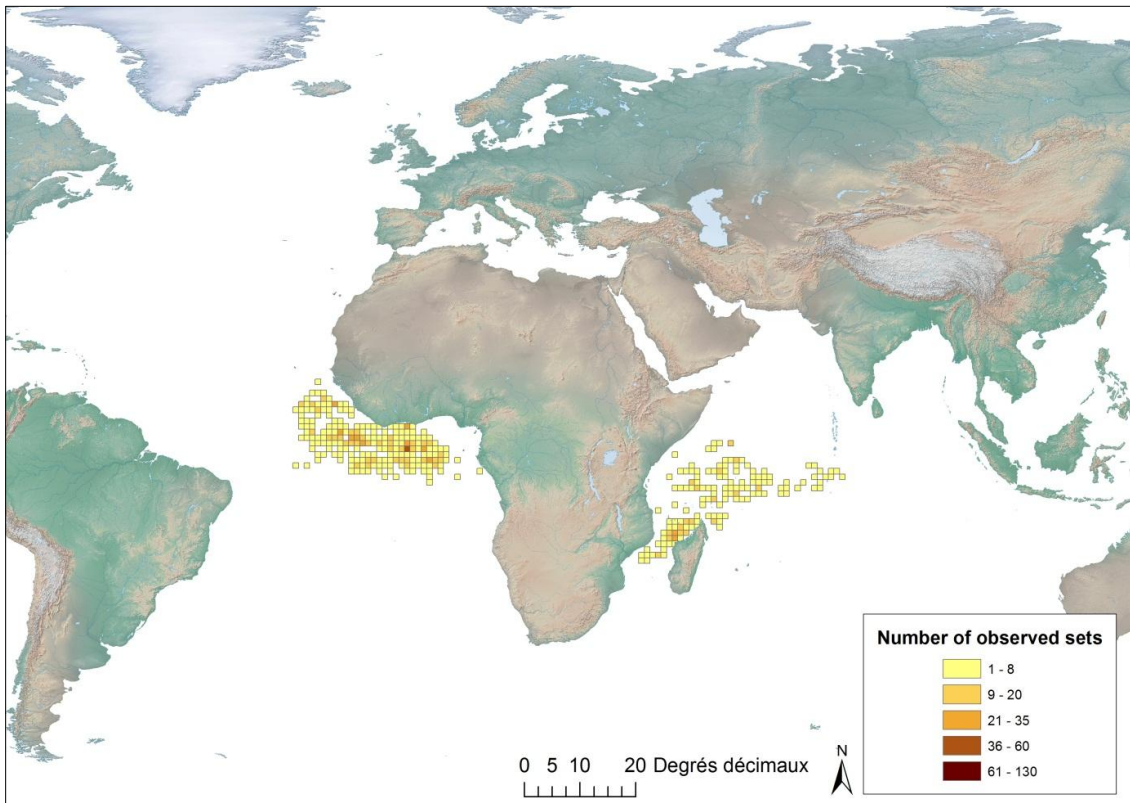 Number of observed sets
1 - 8
9 - 20
21 - 35
36 - 60
61 - 130
N
0 5 10 20 Degrés décimaux